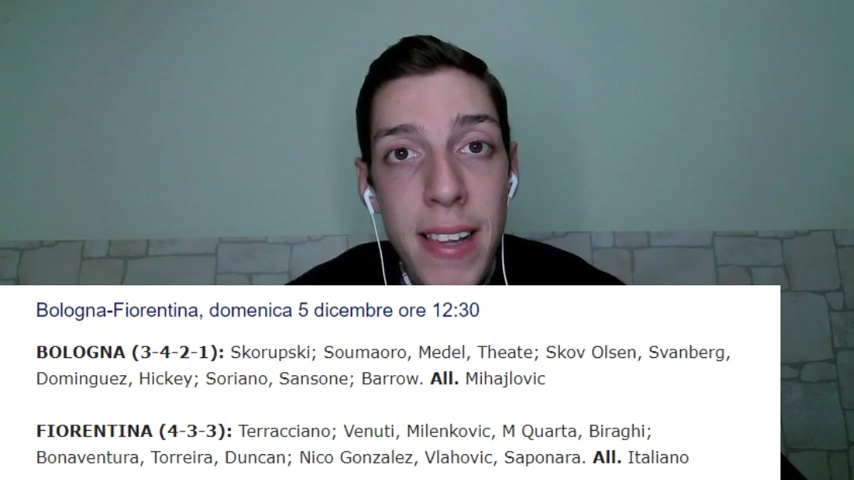 Bologna-Fiorentina, domenica 5 dicembre ore 12:30
BOLOGNA (3-4-2-1): Skorupski; Soumaoro, Medel, Theate; Skov Olsen, Svanberg,
Dominguez, Hickey; Soriano, Sansone; Barrow. All. Mihajlovic
FIORENTINA (4-3-3): Terracciano; Venuti, Milenkovic, M Quarta, Biraghi;
Bonaventura, Torreira, Duncan; Nico Gonzalez, Vlahovic, Saponara. All. Italiano